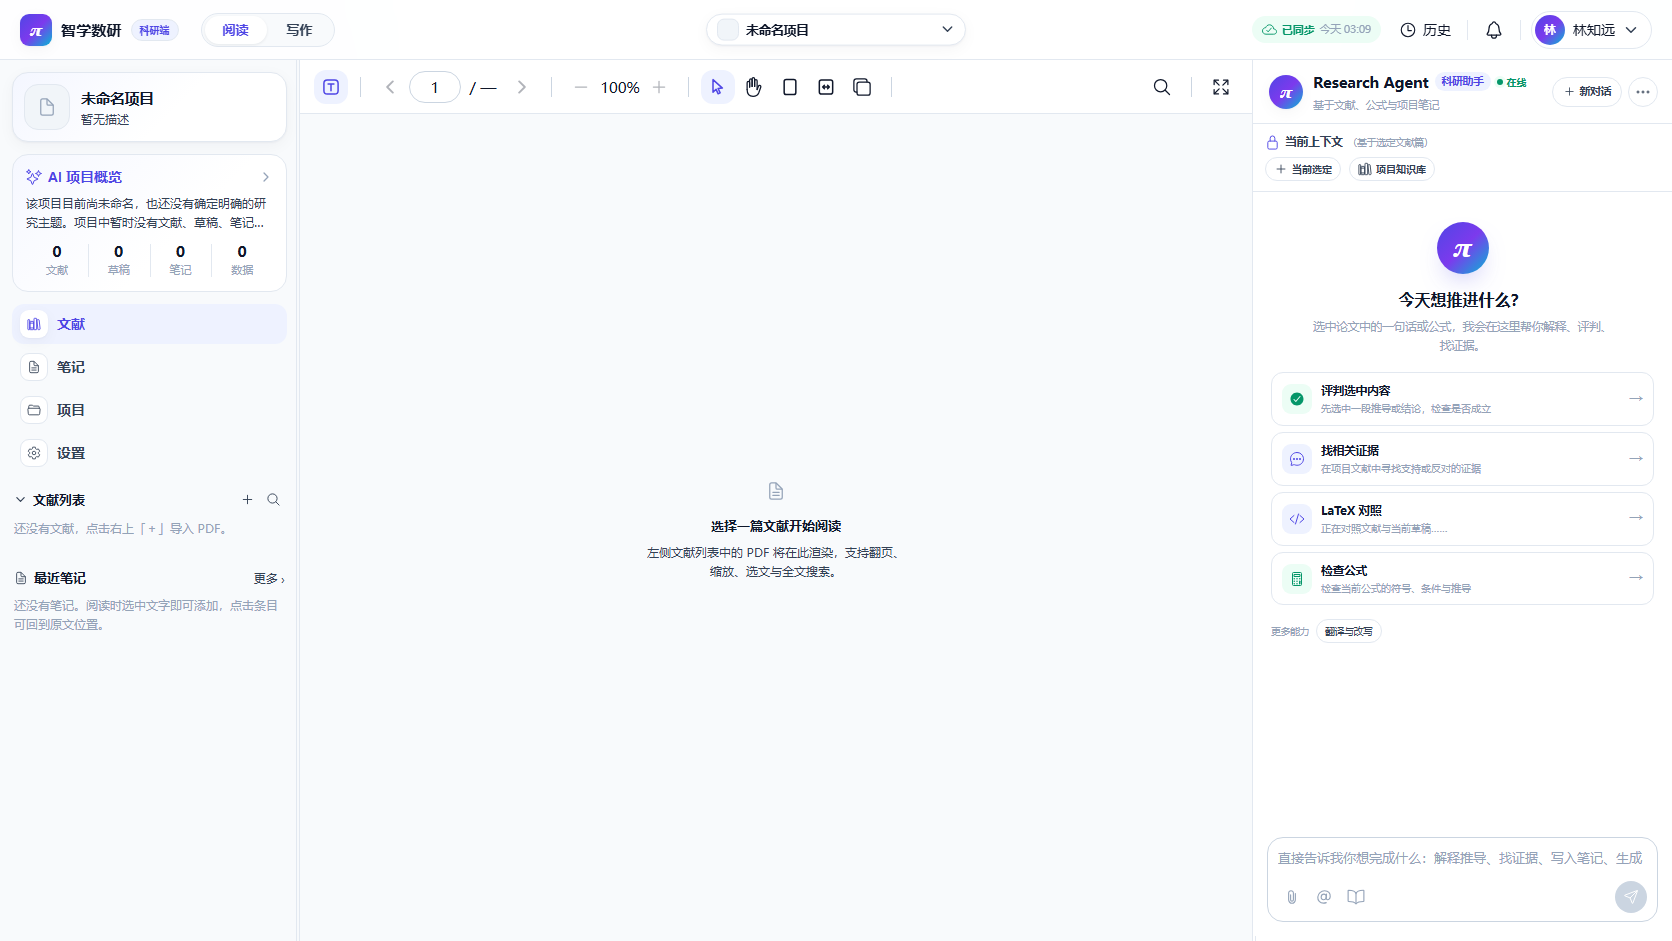 π 智学数研 科研端 阅读 写作
未命名项目
已同步 今天 03:09 历史 林 林知远
未命名项目
暂无描述
AI 项目概览
该项目目前尚未命名，也还没有确定明确的研
究主题。项目中暂时没有文献、草稿、笔记...
0 0 0 0
文献 草稿 笔记 数据
文献
笔记
项目
设置
文献列表
还没有文献，点击右上「＋」导入 PDF。
最近笔记 更多 ›
还没有笔记。阅读时选中文字即可添加，点击条目
可回到原文位置。
T 1 / — 100%
选择一篇文献开始阅读
左侧文献列表中的 PDF 将在此渲染，支持翻页、
缩放、选文与全文搜索。
π Research Agent 科研助手 在线
基于文献、公式与项目笔记
＋ 新对话
当前上下文 （基于选定文献篇）
＋ 当前选定 项目知识库
π
今天想推进什么？
选中论文中的一句话或公式，我会在这里帮你解释、评判、
找证据。
评判选中内容
先选中一段推导或结论，检查是否成立
找相关证据
在项目文献中寻找支持或反对的证据
LaTeX 对照
正在对照文献与当前草稿……
检查公式
检查当前公式的符号、条件与推导
更多能力 翻译与改写
直接告诉我你想完成什么：解释推导、找证据、写入笔记、生成
@